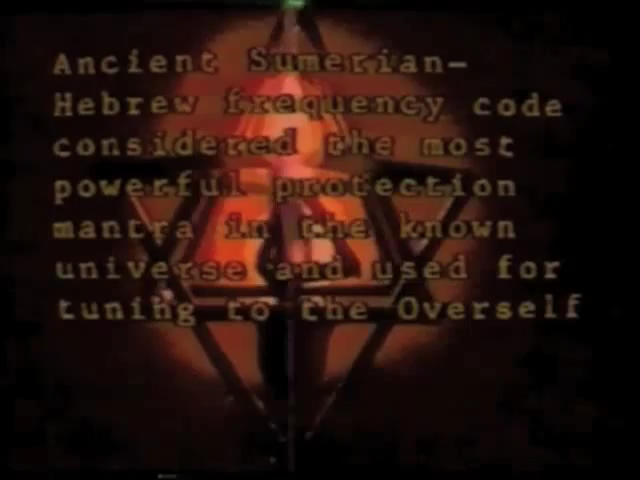 Ancient Sumerian-
Hebrew frequency code
considered the most
powerful protection
mantra in the known
universe and used for
tuning to the Overself